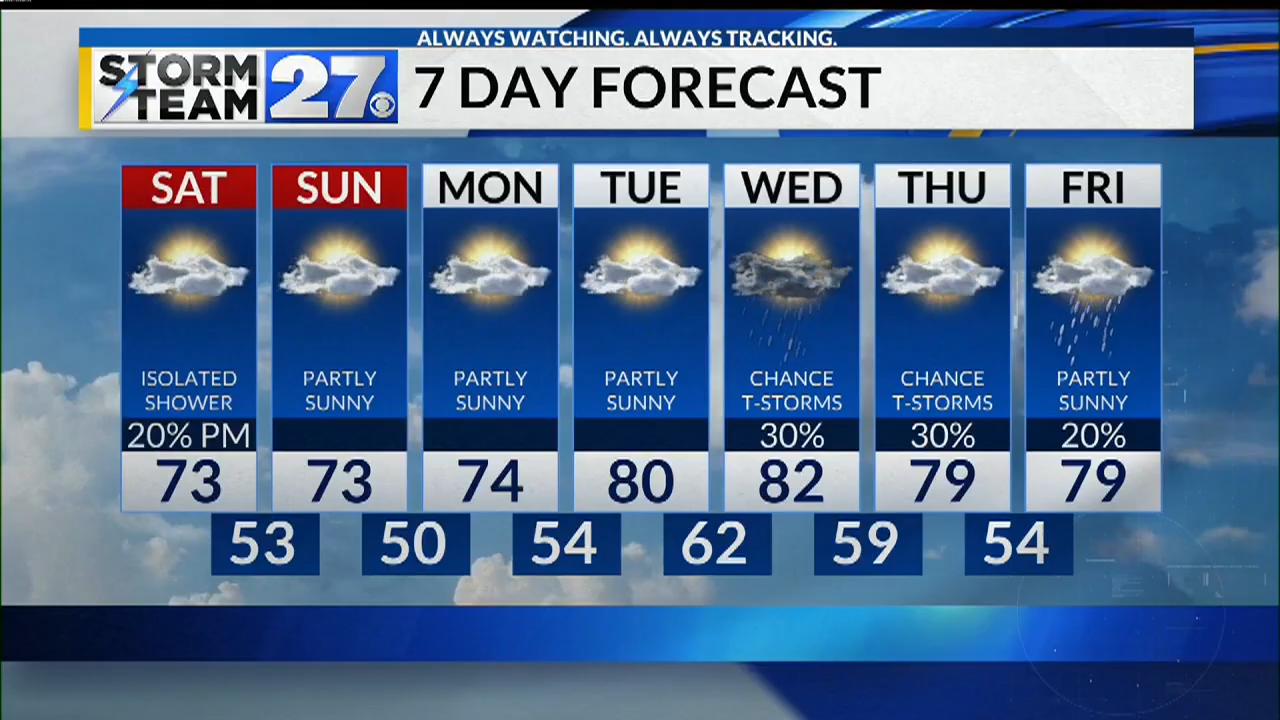 ALWAYS WATCHING. ALWAYS TRACKING.
STORM
TEAM
27
7 DAY FORECAST
SAT SUN MON TUE WED THU FRI
ISOLATED PARTLY PARTLY PARTLY CHANCE CHANCE PARTLY
SHOWER SUNNY SUNNY SUNNY T-STORMS T-STORMS SUNNY
20% PM 30% 30% 20%
73 73 74 80 82 79 79
53 50 54 62 59 54